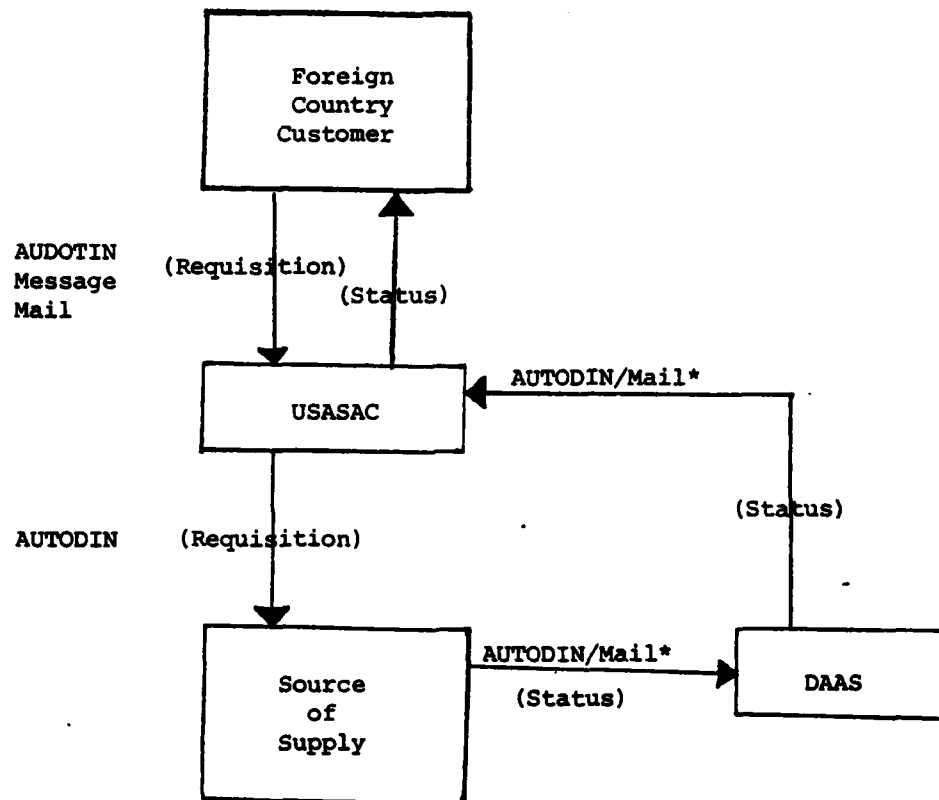 Foreign
Country
Customer
AUDOTIN
Message
Mail
(Requisition)
(Status)
AUTODIN/Mail*
USASAC
(Status)
AUTODIN
(Requisition)
AUTODIN/Mail*
(Status)
DAAS
Source
of
Supply